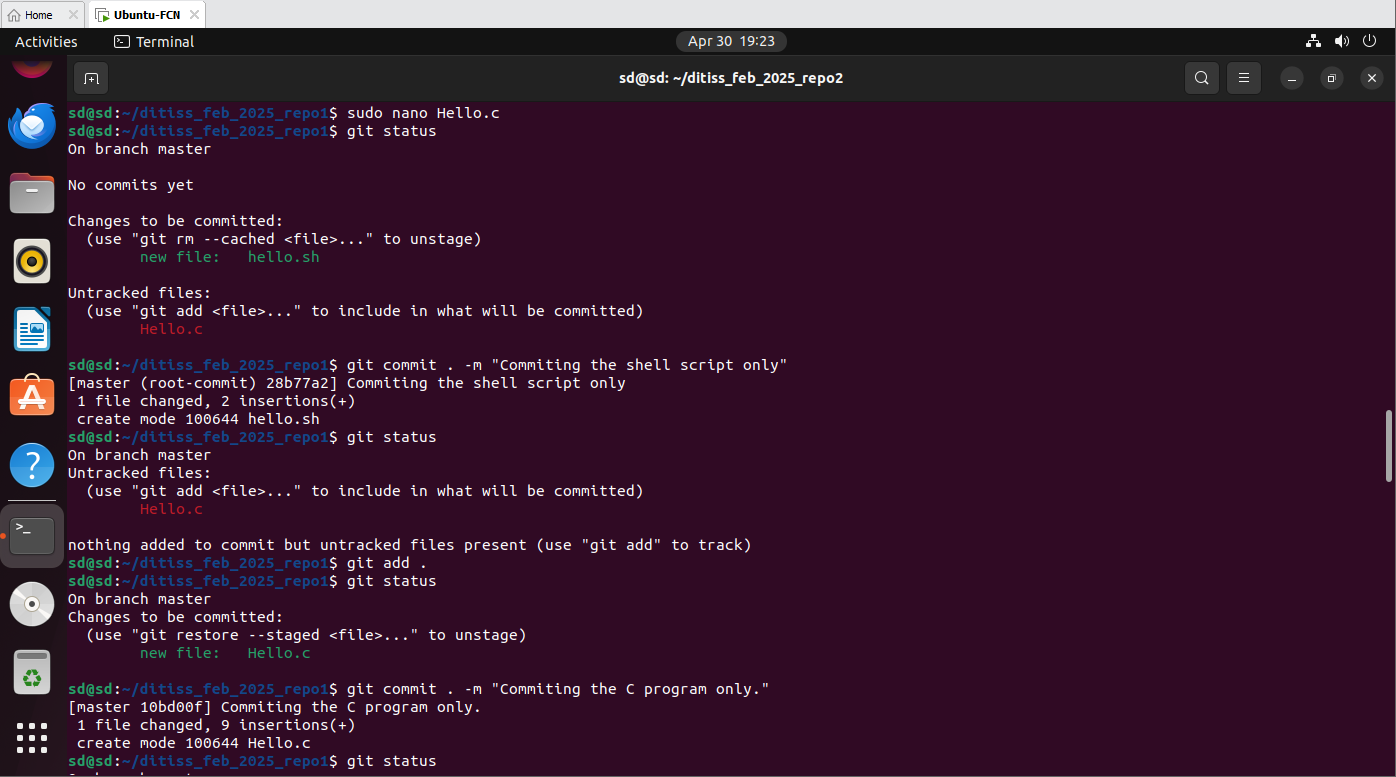 Home
Ubuntu-FCN
Activities
Terminal
Apr 30 19:23
sd@sd: ~/ditiss_feb_2025_repo2
sd@sd:~/ditiss_feb_2025_repo1$ sudo nano Hello.c
sd@sd:~/ditiss_feb_2025_repo1$ git status
On branch master
No commits yet
Changes to be committed:
(use "git rm --cached <file>..." to unstage)
new file: hello.sh
Untracked files:
(use "git add <file>..." to include in what will be committed)
Hello.c
sd@sd:~/ditiss_feb_2025_repo1$ git commit . -m "Commiting the shell script only"
[master (root-commit) 28b77a2] Commiting the shell script only
1 file changed, 2 insertions(+)
create mode 100644 hello.sh
sd@sd:~/ditiss_feb_2025_repo1$ git status
On branch master
Untracked files:
(use "git add <file>..." to include in what will be committed)
Hello.c
nothing added to commit but untracked files present (use "git add" to track)
sd@sd:~/ditiss_feb_2025_repo1$ git add .
sd@sd:~/ditiss_feb_2025_repo1$ git status
On branch master
Changes to be committed:
(use "git restore --staged <file>..." to unstage)
new file: Hello.c
sd@sd:~/ditiss_feb_2025_repo1$ git commit . -m "Commiting the C program only."
[master 10bd00f] Commiting the C program only.
1 file changed, 9 insertions(+)
create mode 100644 Hello.c
sd@sd:~/ditiss_feb_2025_repo1$ git status